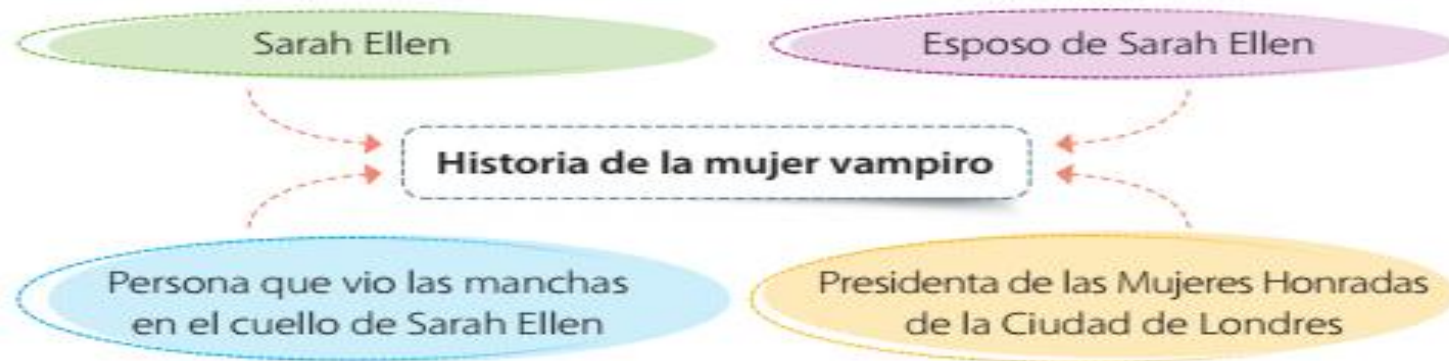 Sarah Ellen
Esposo de Sarah Ellen
Historia de la mujer vampiro
Persona que vio las manchas
en el cuello de Sarah Ellen
Presidenta de las Mujeres Honradas
de la Ciudad de Londres